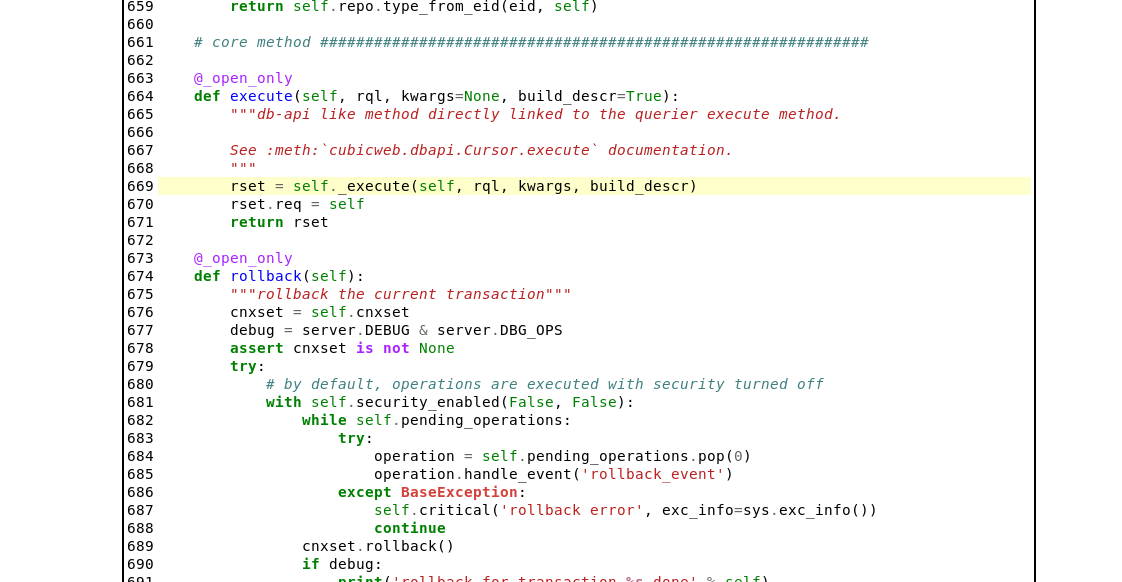 659         return self.repo.type_from_eid(eid, self)
660
661     # core method #############################################################
662
663     @_open_only
664     def execute(self, rql, kwargs=None, build_descr=True):
665         """db-api like method directly linked to the querier execute method.
666
667         See :meth:`cubicweb.dbapi.Cursor.execute` documentation.
668         """
669         rset = self._execute(self, rql, kwargs, build_descr)
670         rset.req = self
671         return rset
672
673     @_open_only
674     def rollback(self):
675         """rollback the current transaction"""
676         cnxset = self.cnxset
677         debug = server.DEBUG & server.DBG_OPS
678         assert cnxset is not None
679         try:
680             # by default, operations are executed with security turned off
681             with self.security_enabled(False, False):
682                 while self.pending_operations:
683                     try:
684                         operation = self.pending_operations.pop(0)
685                         operation.handle_event('rollback_event')
686                     except BaseException:
687                         self.critical('rollback error', exc_info=sys.exc_info())
688                         continue
689                 cnxset.rollback()
690                 if debug:
691                     print('rollback for transaction %s done' % self)